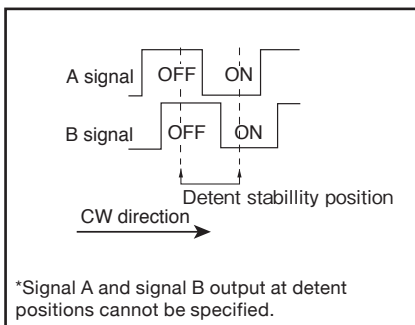 A signal OFF ON
B signal OFF ON
Detent stabillity position
CW direction
*Signal A and signal B output at detent
positions cannot be specified.